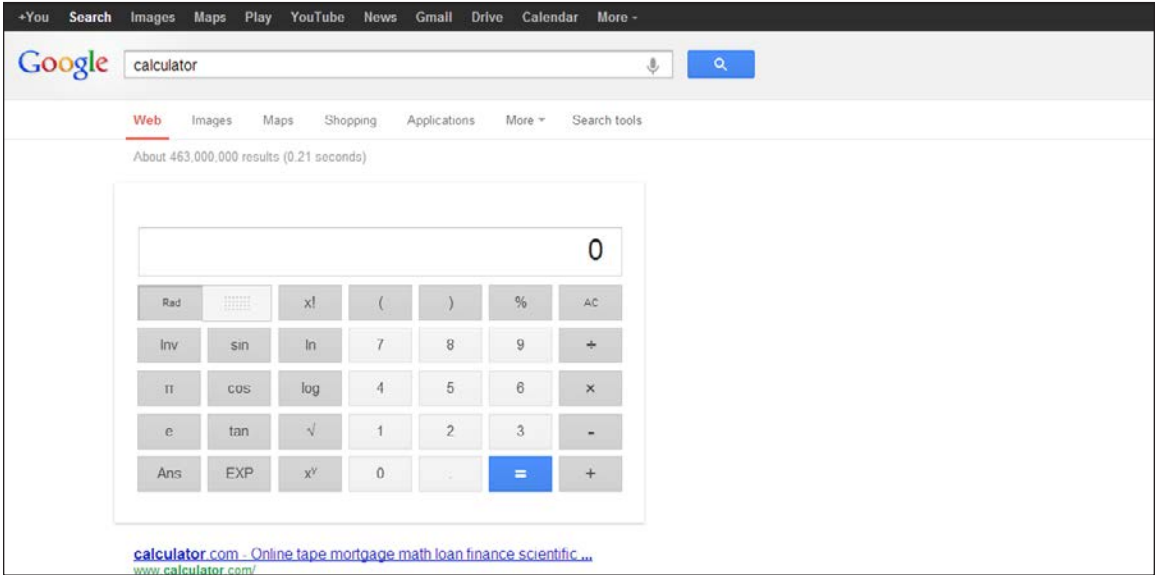 +You Search Images Maps Play YouTube News Gmail Drive Calendar More
Google calculator
Web Images Maps Shopping Applications More Search tools
About 463,000,000 results (0.21 seconds)
0
Rad x! ( ) % AC
Inv sin ln 7 8 9 ÷
π cos log 4 5 6 ×
e tan √ 1 2 3 -
Ans EXP xʸ 0 . = +
calculator.com - Online tape mortgage math loan finance scientific ...
www.calculator.com/